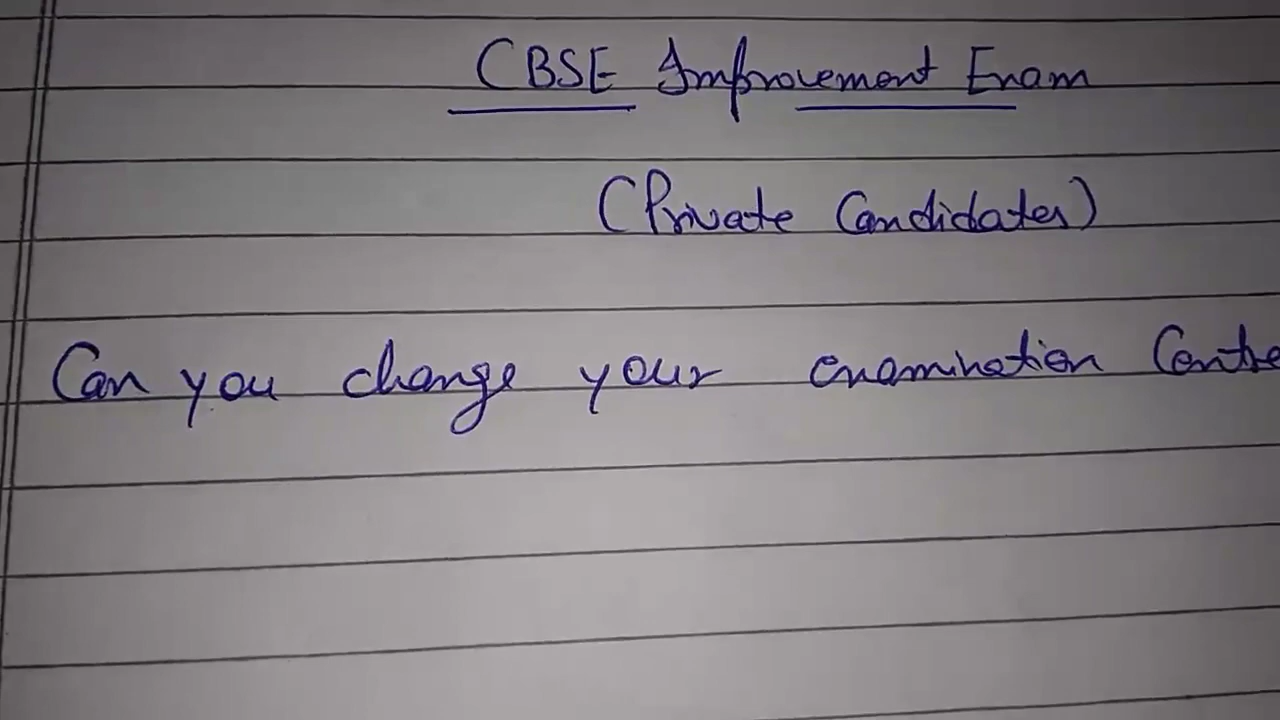 CBSE Improvement Exam
(Private Candidates)
Can you change your examination Centre